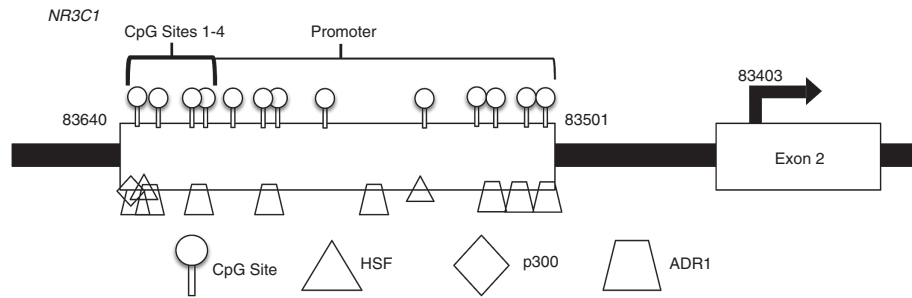 NR3C1
CpG Sites 1-4
Promoter
83640
83501
83403
Exon 2
CpG Site
HSF
p300
ADR1